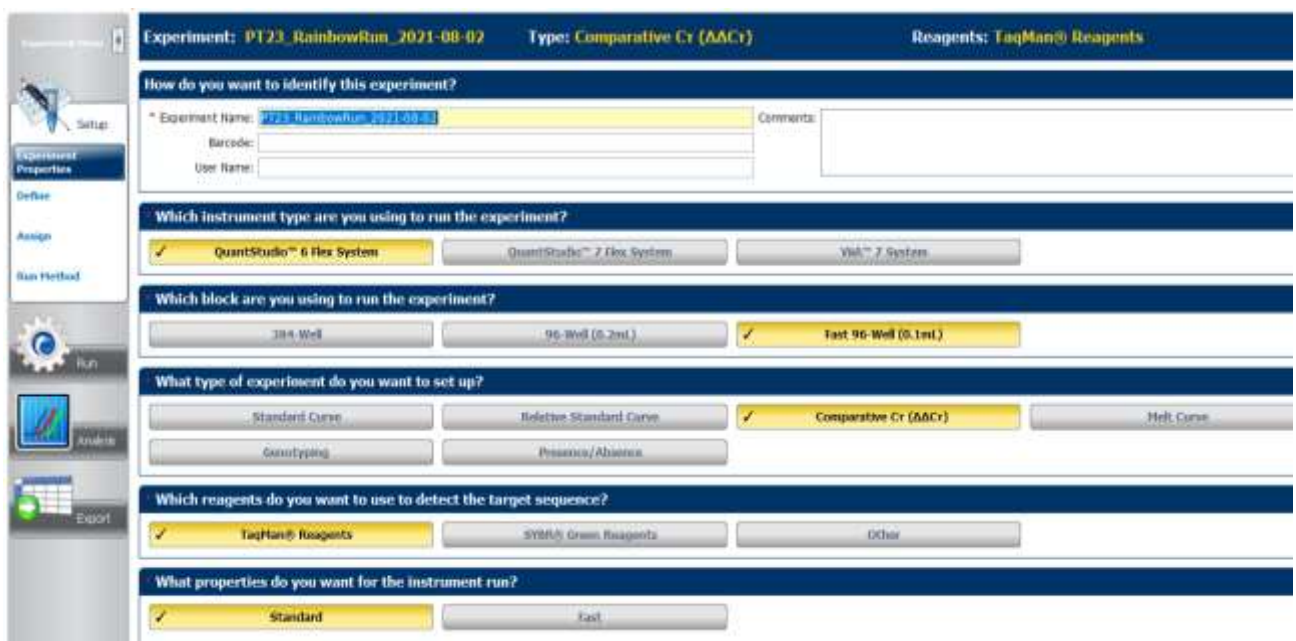 Experiment: PT23_RainbowRun_2021-08-02 Type: Comparative Cт (ΔΔCт) Reagents: TaqMan® Reagents
How do you want to identify this experiment?
* Experiment Name: PT23_RainbowRun_2021-08-02 Comments:
Barcode:
User Name:
Setup
Experiment Properties
Define
Assign
Run Method
Run
Analysis
Export
Which instrument type are you using to run the experiment?
✓ QuantStudio™ 6 Flex System QuantStudio™ 7 Flex System ViiA™ 7 System
Which block are you using to run the experiment?
384-Well 96-Well (0.2mL) ✓ Fast 96-Well (0.1mL)
What type of experiment do you want to set up?
Standard Curve Relative Standard Curve ✓ Comparative Cт (ΔΔCт) Melt Curve
Genotyping Presence/Absence
Which reagents do you want to use to detect the target sequence?
✓ TaqMan® Reagents SYBR® Green Reagents Other
What properties do you want for the instrument run?
✓ Standard Fast